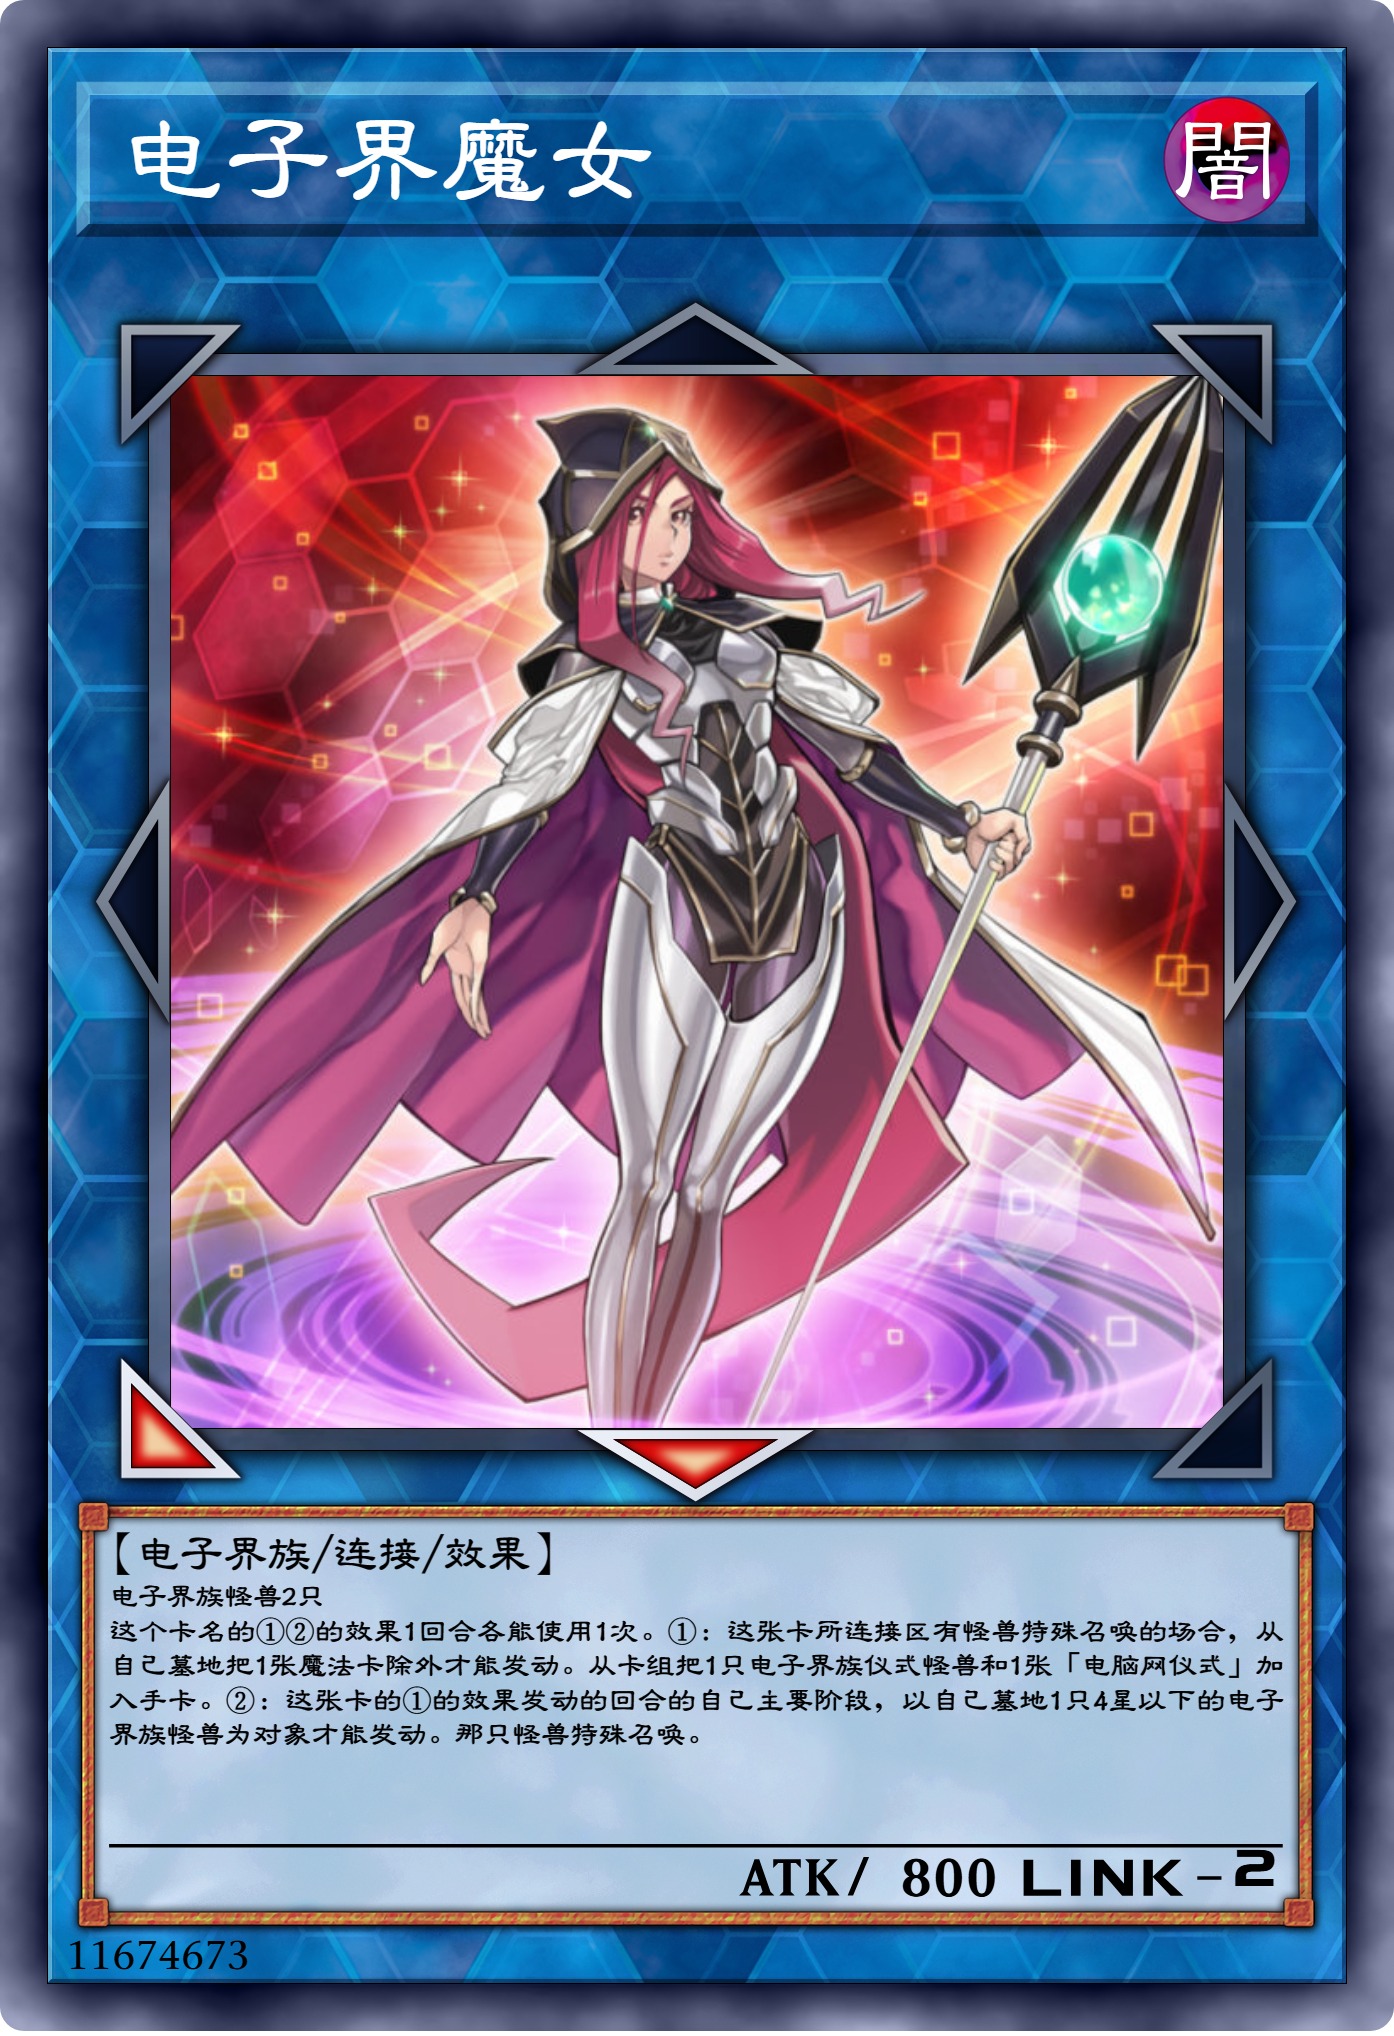 电子界魔女
闇
【电子界族/连接/效果】
电子界族怪兽2只
这个卡名的①②的效果1回合各能使用1次。①：这张卡所连接区有怪兽特殊召唤的场合，从
自己墓地把1张魔法卡除外才能发动。从卡组把1只电子界族仪式怪兽和1张「电脑网仪式」加
入手卡。②：这张卡的①的效果发动的回合的自己主要阶段，以自己墓地1只4星以下的电子
界族怪兽为对象才能发动。那只怪兽特殊召唤。
ATK/ 800 LINK-2
11674673